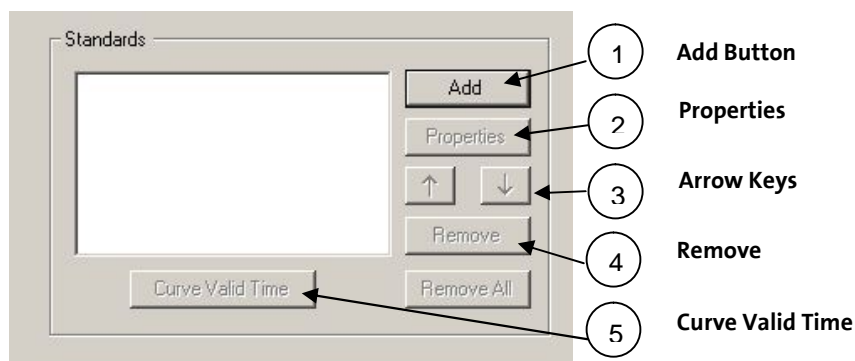 Standards
Add
1 Add Button
Properties
2 Properties
↑ ↓
3 Arrow Keys
Remove
4 Remove
Curve Valid Time
Remove All
5 Curve Valid Time